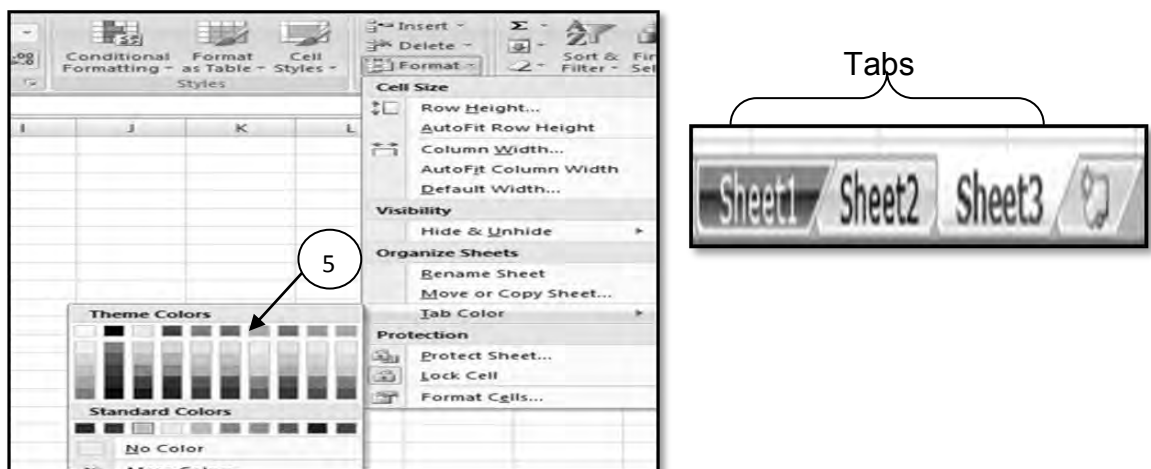 Insert
Delete
Format
Conditional Formatting
Format as Table
Cell Styles
Styles
Σ
Sort & Filter
.00
Cell Size
Row Height...
AutoFit Row Height
Column Width...
AutoFit Column Width
Default Width...
Visibility
Hide & Unhide
Organize Sheets
Rename Sheet
Move or Copy Sheet...
Tab Color
Protection
Protect Sheet...
Lock Cell
Format Cells...
I J K L
5
Theme Colors
Standard Colors
No Color
Tabs
Sheet1 Sheet2 Sheet3